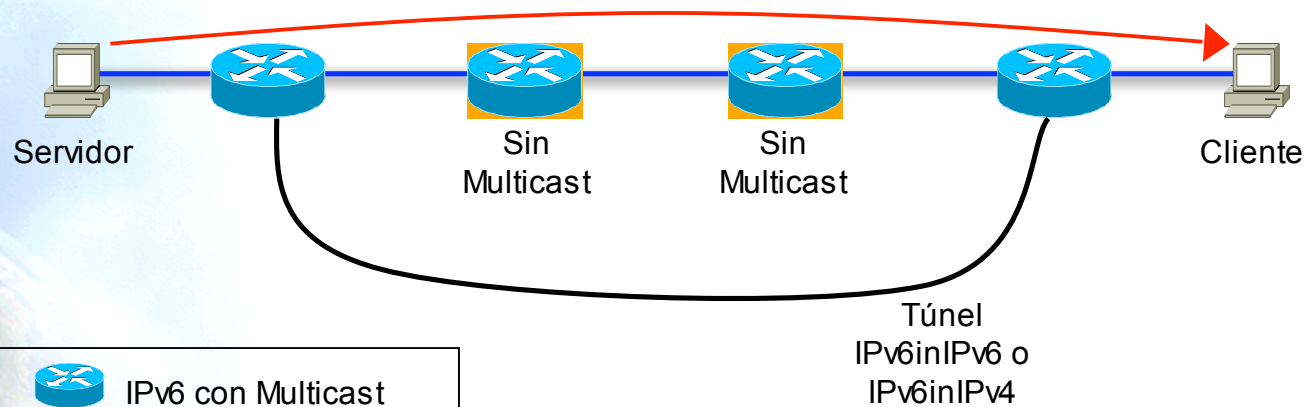 Servidor
Sin
Multicast
Sin
Multicast
Cliente
Túnel
IPv6inIPv6 o
IPv6inIPv4
IPv6 con Multicast